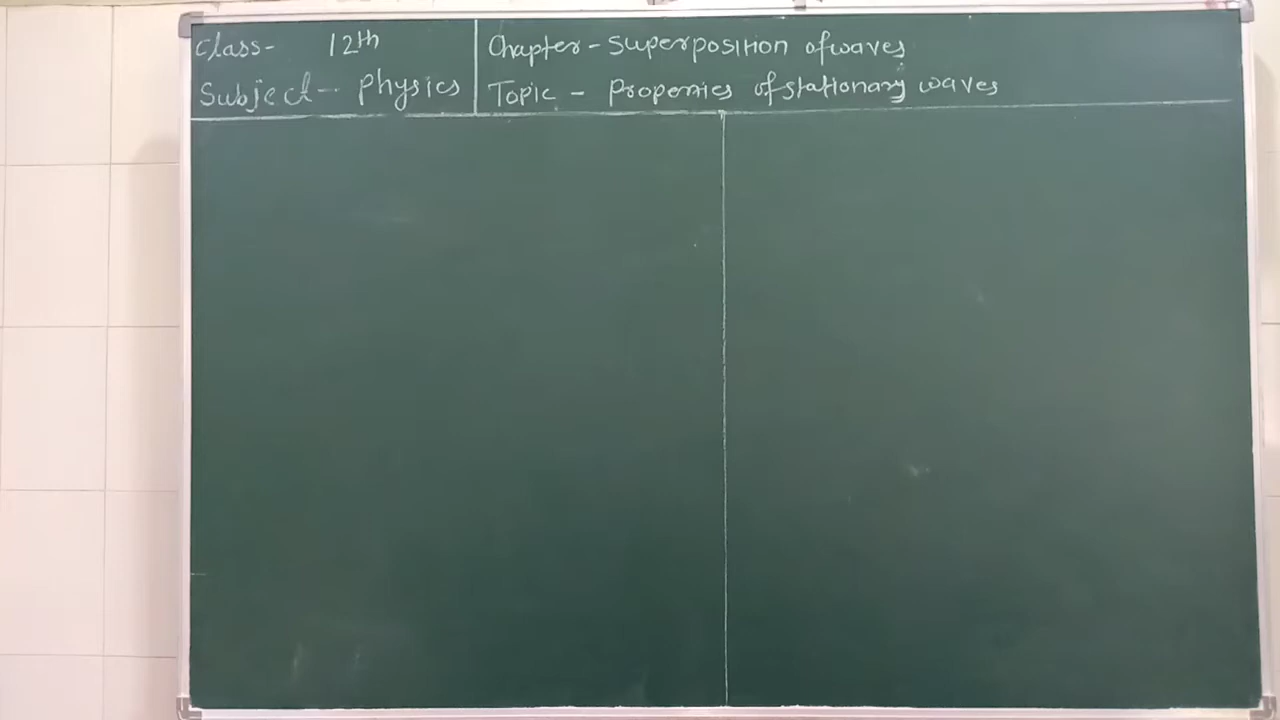 Class- 12th
Subject - Physics
Chapter - Superposition of waves
Topic - Properties of stationary waves